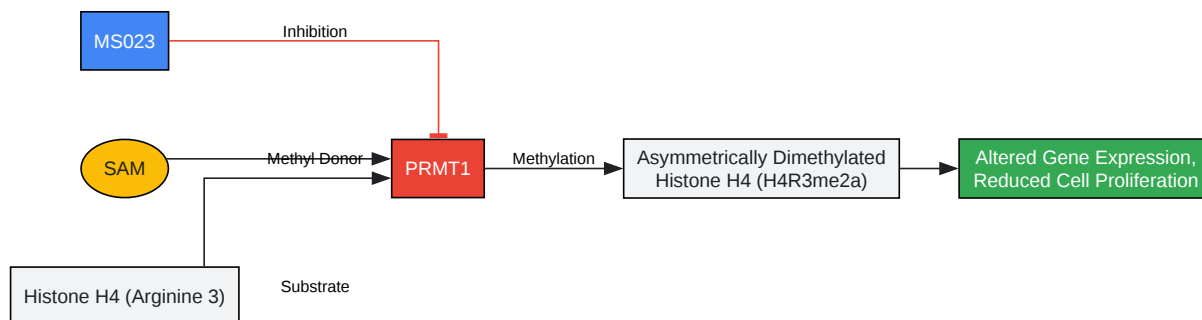 MS023
Inhibition
SAM
Methyl Donor
PRMT1
Methylation
Asymmetrically Dimethylated
Histone H4 (H4R3me2a)
Altered Gene Expression,
Reduced Cell Proliferation
Histone H4 (Arginine 3)
Substrate